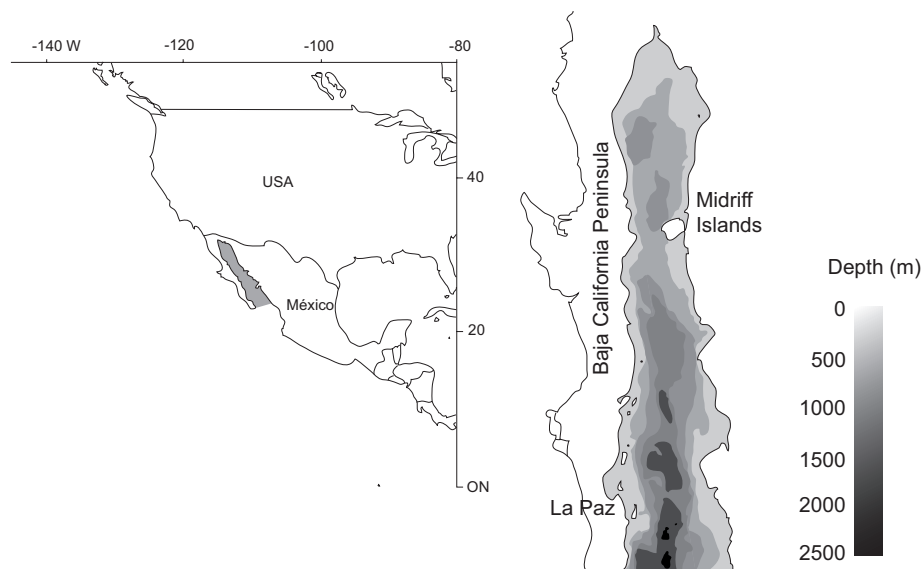 -140 W
-120
-100
-80
USA
40
México
20
ON
Baja California Peninsula
Midriff
Islands
La Paz
Depth (m)
0
500
1000
1500
2000
2500